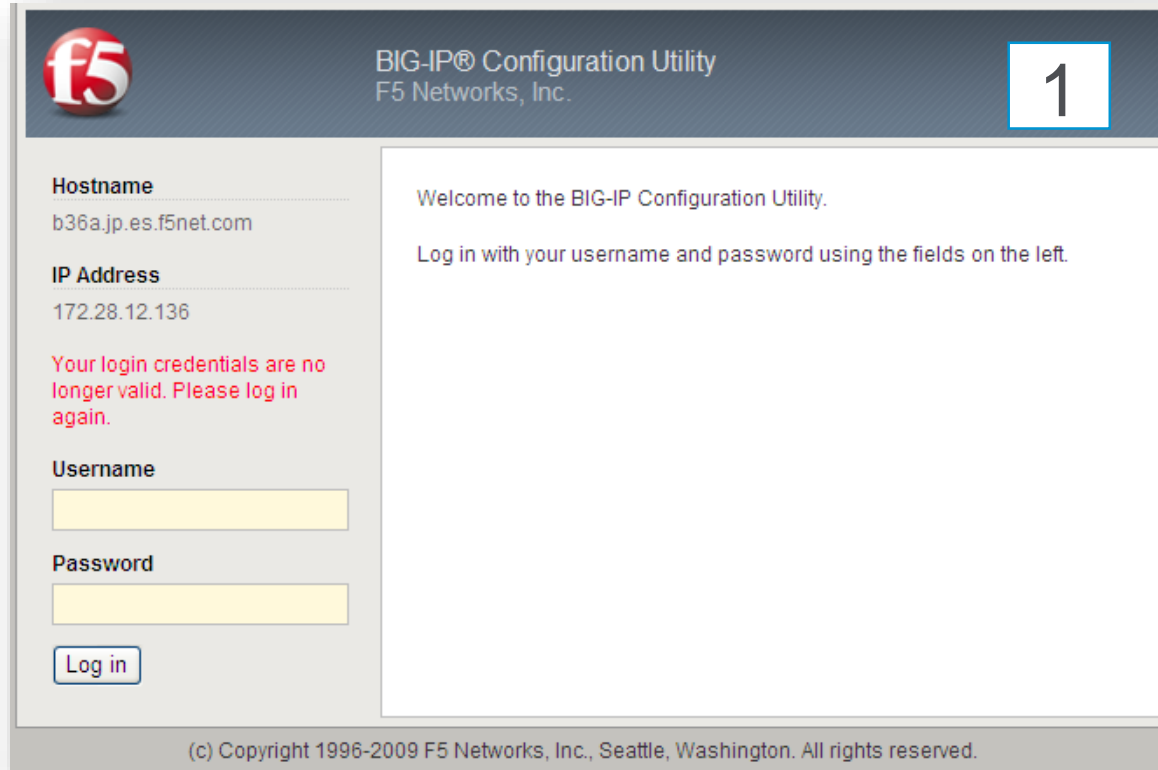 f5
BIG-IP® Configuration Utility
F5 Networks, Inc.
1
Hostname
b36a.jp.es.f5net.com
IP Address
172.28.12.136
Your login credentials are no
longer valid. Please log in
again.
Username
Password
Log in
Welcome to the BIG-IP Configuration Utility.
Log in with your username and password using the fields on the left.
(c) Copyright 1996-2009 F5 Networks, Inc., Seattle, Washington. All rights reserved.